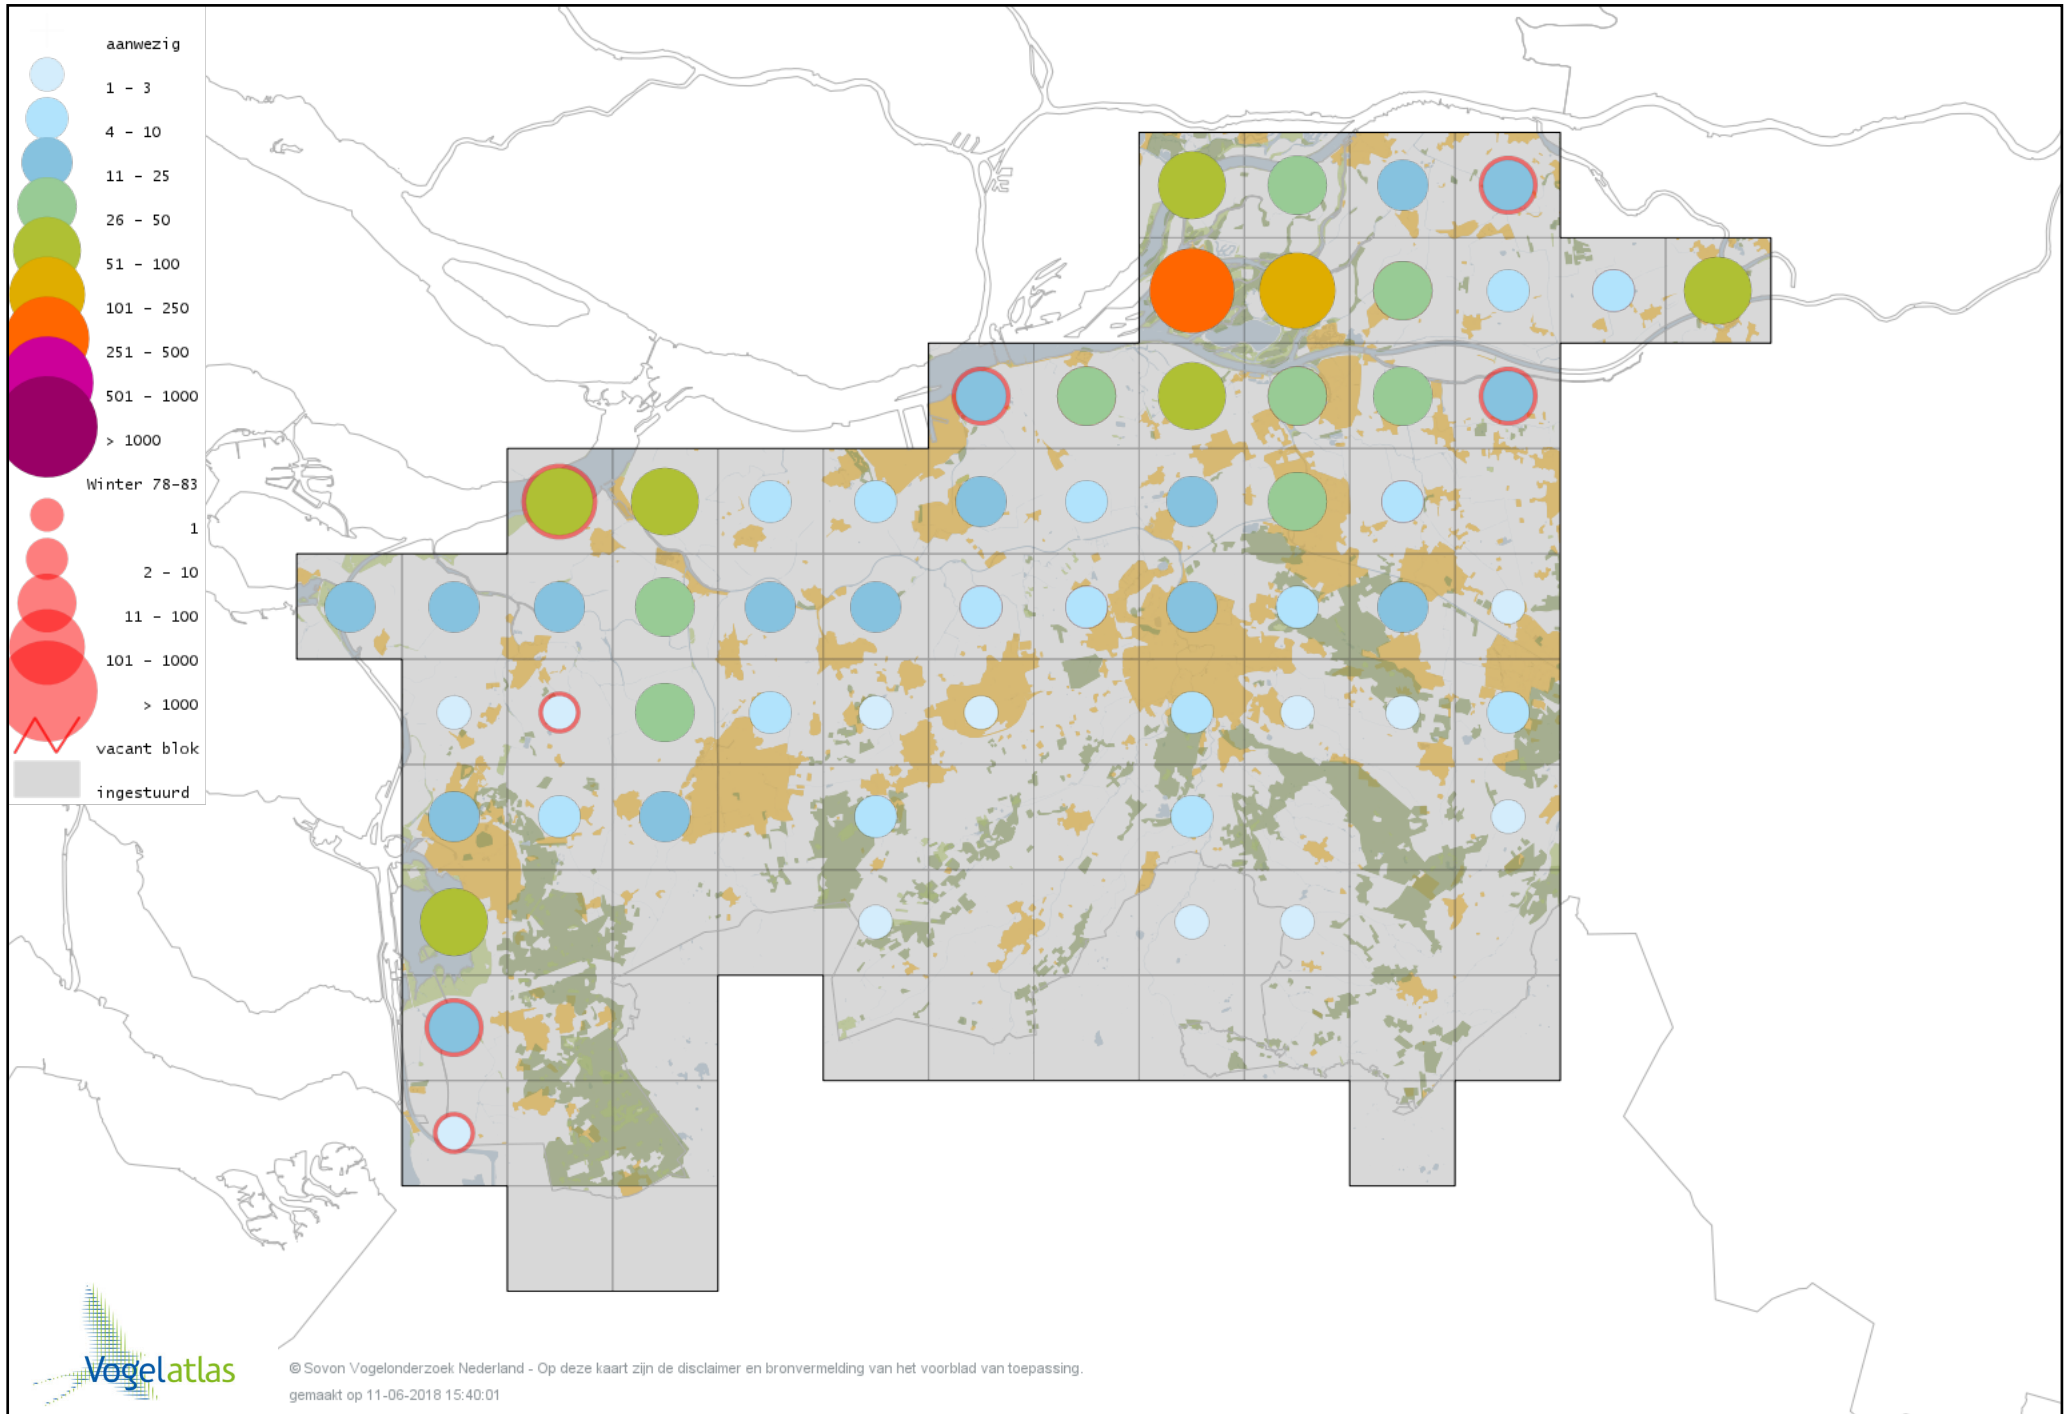 aanwezig
1 - 3
4 - 10
11 - 25
26 - 50
51 - 100
101 - 250
251 - 500
501 - 1000
> 1000
Winter 78-83
1
2 - 10
11 - 100
101 - 1000
> 1000
vacant blok
ingestuurd
Vogelatlas
© Sovon Vogelonderzoek Nederland - Op deze kaart zijn de disclaimer en bronvermelding van het voorblad van toepassing.
gemaakt op 11-06-2018 15:40:01